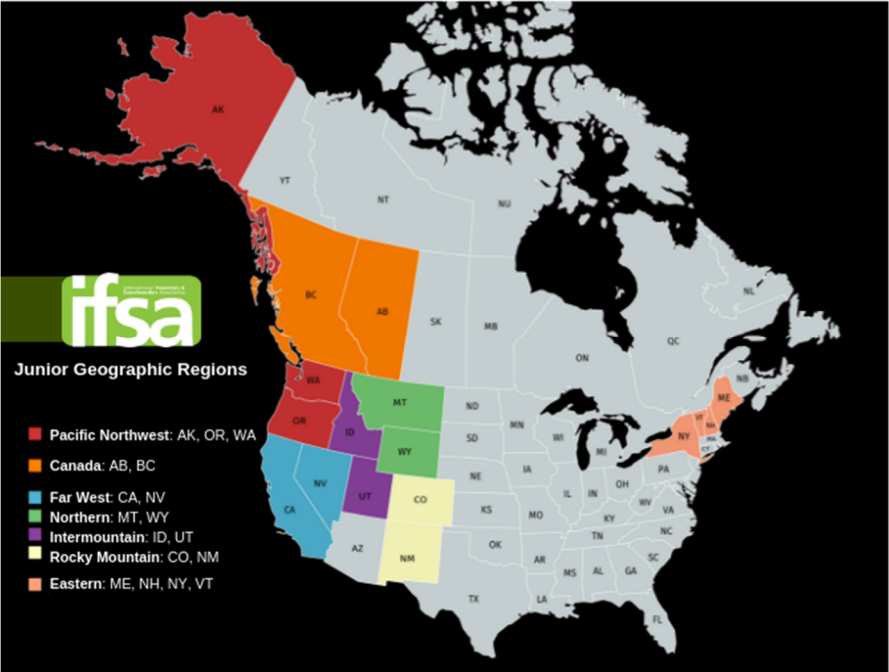 AK
YT
NT
NU
BC
AB
SK
MB
ON
QC
NL
NB
ifsa
Junior Geographic Regions
Pacific Northwest: AK, OR, WA
Canada: AB, BC
Far West: CA, NV
Northern: MT, WY
Intermountain: ID, UT
Rocky Mountain: CO, NM
Eastern: ME, NH, NY, VT
WA
MT
ND
MN
ME
VT
OR
ID
SD
WI
MI
NY
MA
CT
WY
NE
IA
PA
CA
NV
UT
CO
KS
MO
IL
IN
OH
WV
VA
KY
AZ
NM
OK
AR
TN
NC
SC
MS
AL
GA
TX
LA
FL